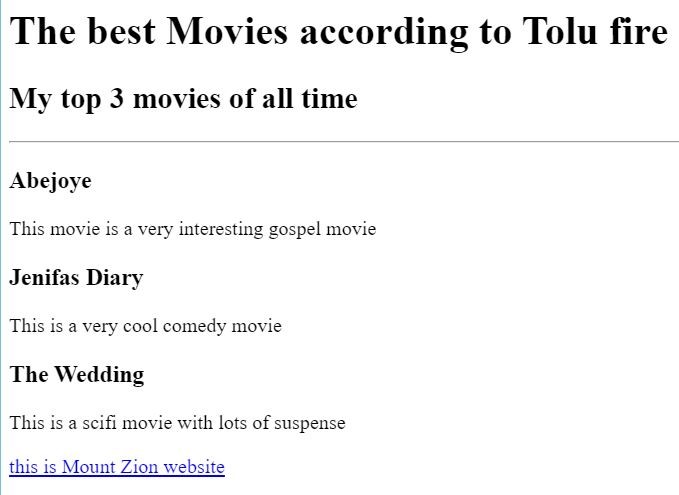 The best Movies according to Tolu fire
My top 3 movies of all time
Abejoye
This movie is a very interesting gospel movie
Jenifas Diary
This is a very cool comedy movie
The Wedding
This is a scifi movie with lots of suspense
this is Mount Zion website